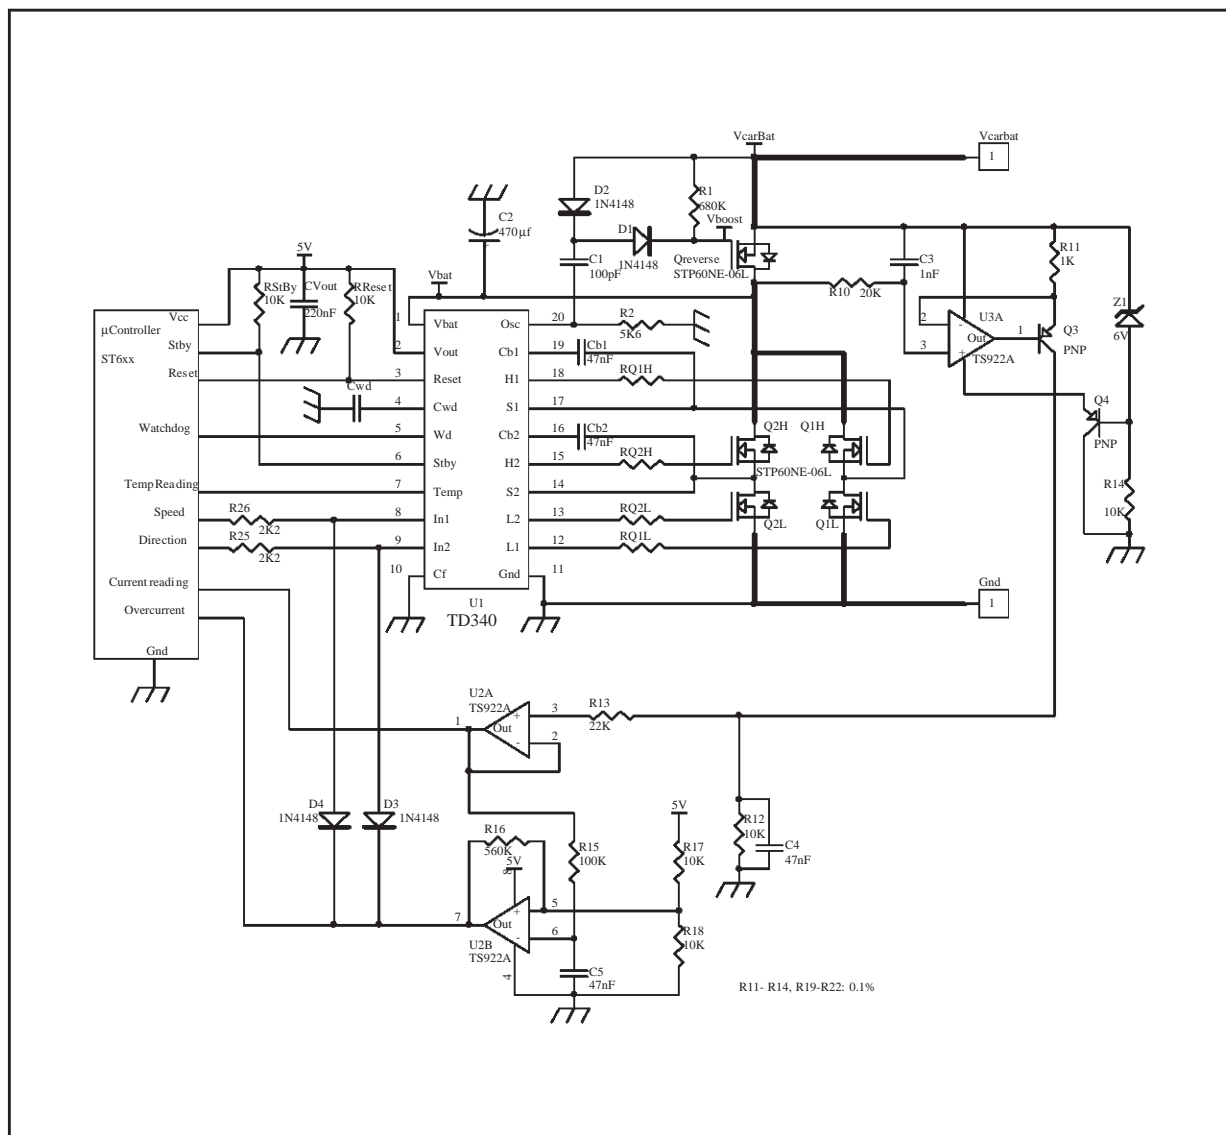 VcarBat
Vcarbat
1
D2
1N4148
R1
680K
Vboost
C2
470µf
+
D1
1N4148
C1
100pF
Qreverse
STP60NE-06L
C3
1nF
R11
1K
5V
Vbat
R10 20K
RStBy
10K
CVout
220nF
RReset
10K
Z1
6V
µController
ST6xx
Vcc
Stby
Reset
Watchdog
TempReading
Speed
Direction
Current reading
Overcurrent
Gnd
1
2
3
4
5
6
7
8
9
10
Cwd
R26
2K2
R25
2K2
Vbat
Vout
Reset
Cwd
Wd
Stby
Temp
In1
In2
Cf
Osc
Cb1
H1
S1
Cb2
H2
S2
L2
L1
Gnd
U1
TD340
20
19
18
17
16
15
14
13
12
11
R2
5K6
Cb1
47nF
RQ1H
Cb2
47nF
RQ2H
RQ2L
RQ1L
Q2H
Q1H
STP60NE-06L
Q2L
Q1L
2
3
-
+
Out
1
U3A
TS922A
Q3
PNP
Q4
PNP
R14
10K
Gnd
1
U2A
TS922A
1
Out
+
-
3
2
R13
22K
D4
1N4148
D3
1N4148
R16
560K
5V
8
R15
100K
5V
R17
10K
R12
10K
C4
47nF
7
Out
+
-
5
6
U2B
TS922A
4
R18
10K
C5
47nF
R11- R14, R19-R22: 0.1%